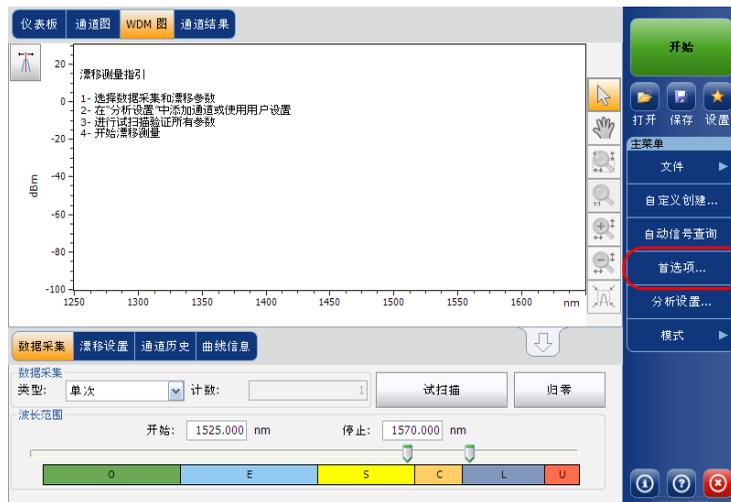 仪表板 通道图 WDM 图 通道结果
开始
打开 保存 设置
主菜单
文件
自定义创建...
自动信号查询
首选项...
分析设置...
模式
漂移测量指引
1- 选择数据采集和漂移参数
2- 在"分析设置"中添加通道或使用用户设置
3- 进行试扫描验证所有参数
4- 开始漂移测量
dBm
20
0
-20
-40
-60
-80
-100
1250 1300 1350 1400 1450 1500 1550 1600 nm
1:1
数据采集 漂移设置 通道历史 曲线信息
数据采集
类型: 单次 计数: 1 试扫描 归零
波长范围
开始: 1525.000 nm 停止: 1570.000 nm
O E S C L U